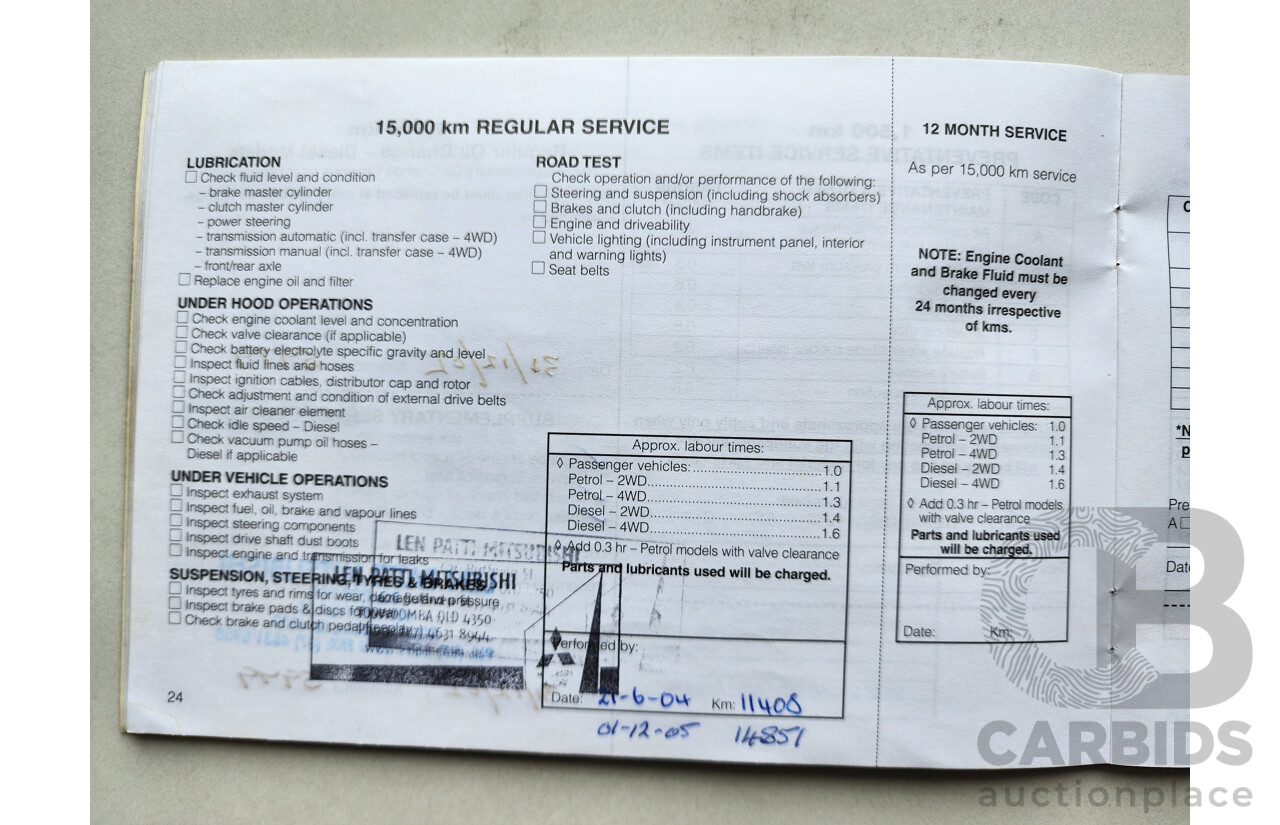 15,000 km REGULAR SERVICE
LUBRICATION
Check fluid level and condition
– brake master cylinder
– clutch master cylinder
– power steering
– transmission automatic (incl. transfer case – 4WD)
– transmission manual (incl. transfer case – 4WD)
– front/rear axle
Replace engine oil and filter
UNDER HOOD OPERATIONS
Check engine coolant level and concentration
Check valve clearance (if applicable)
Check battery electrolyte specific gravity and level
Inspect fluid lines and hoses
Inspect ignition cables, distributor cap and rotor
Check adjustment and condition of external drive belts
Inspect air cleaner element
Check idle speed – Diesel
Check vacuum pump oil hoses –
Diesel if applicable
UNDER VEHICLE OPERATIONS
Inspect exhaust system
Inspect fuel, oil, brake and vapour lines
Inspect steering components
Inspect drive shaft dust boots
Inspect engine and transmission for leaks
SUSPENSION, STEERING TYRES & BRAKES
Inspect tyres and rims for wear, damage and pressure
Inspect brake pads & discs for wear
Check brake and clutch pedal freeplay
LEN PATTI MITSUBISHI
LEN PATTI MITSUBISHI
TOOWOOMBA QLD 4350
4631 8944
24
ROAD TEST
Check operation and/or performance of the following:
Steering and suspension (including shock absorbers)
Brakes and clutch (including handbrake)
Engine and driveability
Vehicle lighting (including instrument panel, interior
and warning lights)
Seat belts
Approx. labour times:
◊ Passenger vehicles: 1.0
Petrol – 2WD 1.1
Petrol – 4WD 1.3
Diesel – 2WD 1.4
Diesel – 4WD 1.6
◊ Add 0.3 hr – Petrol models with valve clearance
Parts and lubricants used will be charged.
Performed by:
Date: 21-6-04 Km: 11408
01-12-05 14851
12 MONTH SERVICE
As per 15,000 km service
NOTE: Engine Coolant
and Brake Fluid must be
changed every
24 months irrespective
of kms.
Approx. labour times:
◊ Passenger vehicles: 1.0
Petrol – 2WD 1.1
Petrol – 4WD 1.3
Diesel – 2WD 1.4
Diesel – 4WD 1.6
◊ Add 0.3 hr – Petrol models
with valve clearance
Parts and lubricants used
will be charged.
Performed by:
Date: Km:
*N
Pre
A
Dat
CARBIDS
auctionplace